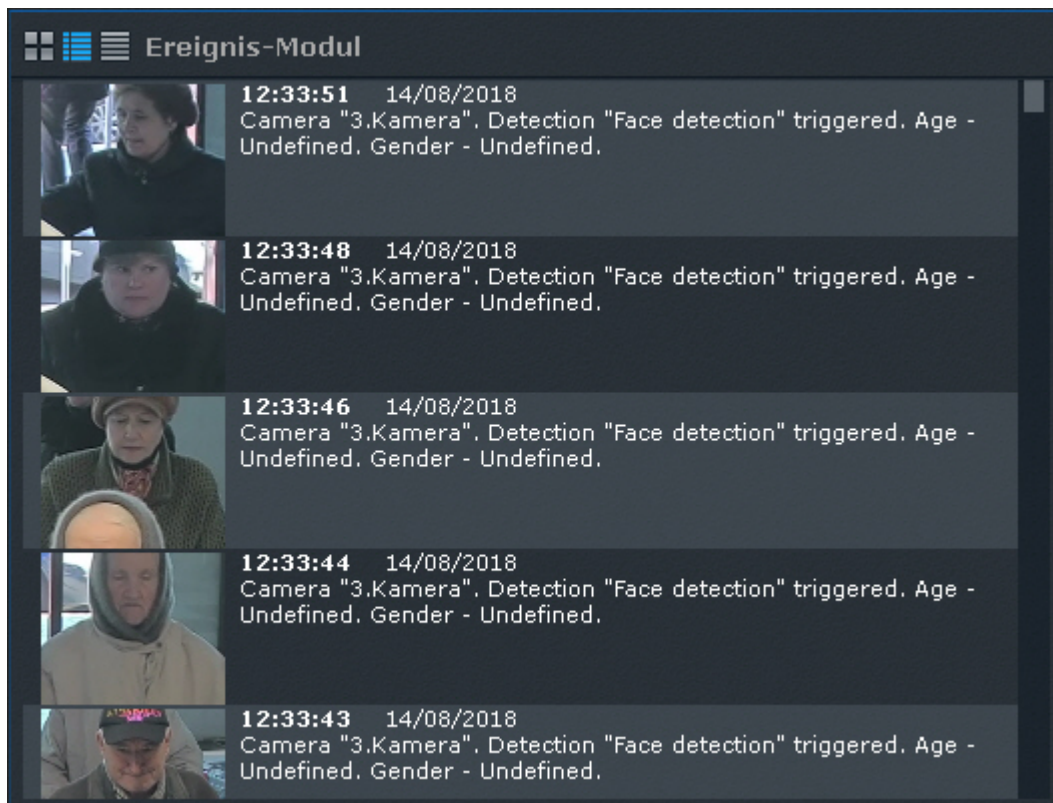 Ereignis-Modul
12:33:51 14/08/2018
Camera "3.Kamera". Detection "Face detection" triggered. Age -
Undefined. Gender - Undefined.
12:33:48 14/08/2018
Camera "3.Kamera". Detection "Face detection" triggered. Age -
Undefined. Gender - Undefined.
12:33:46 14/08/2018
Camera "3.Kamera". Detection "Face detection" triggered. Age -
Undefined. Gender - Undefined.
12:33:44 14/08/2018
Camera "3.Kamera". Detection "Face detection" triggered. Age -
Undefined. Gender - Undefined.
12:33:43 14/08/2018
Camera "3.Kamera". Detection "Face detection" triggered. Age -
Undefined. Gender - Undefined.